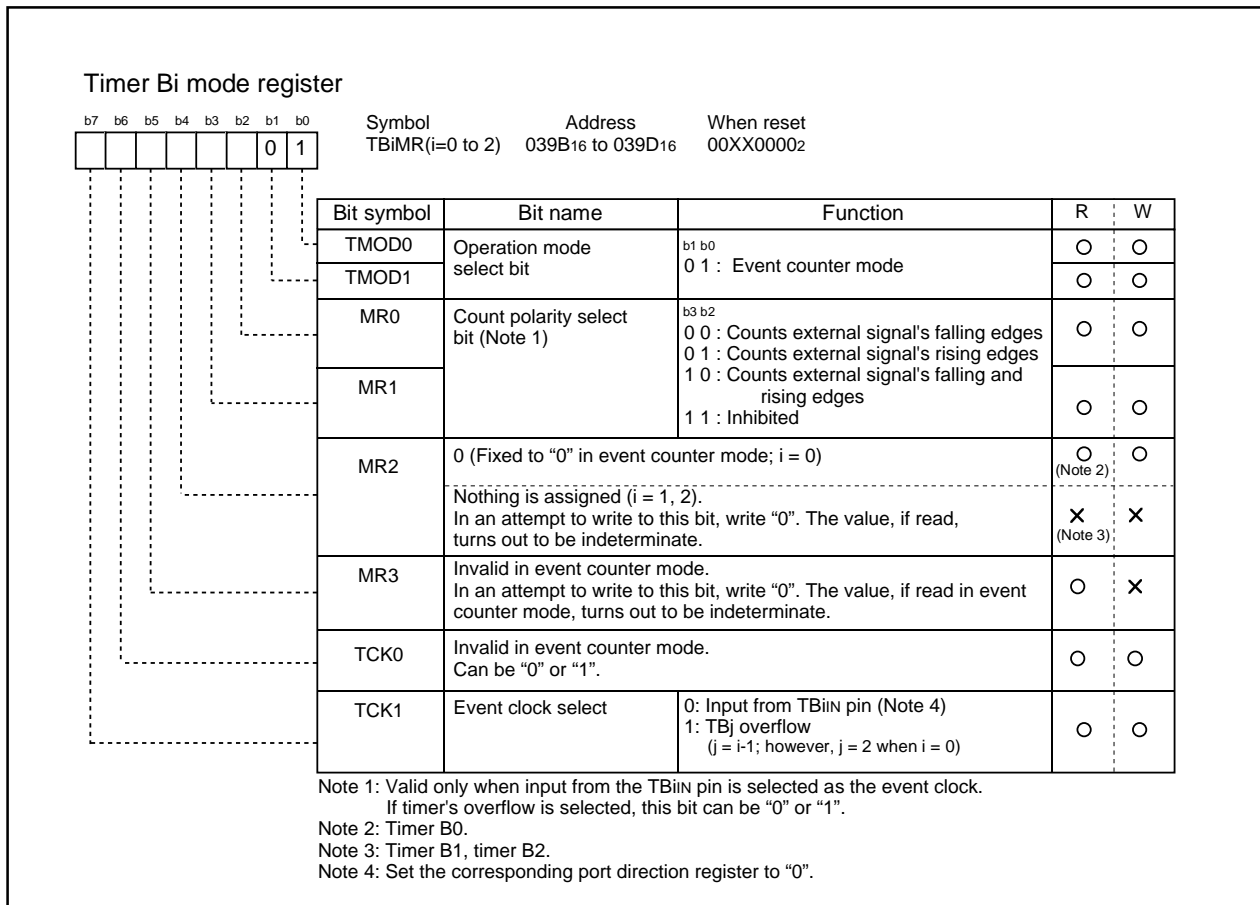 Timer Bi mode register
b7 b6 b5 b4 b3 b2 b1 b0
0 1
Symbol Address When reset
TBiMR(i=0 to 2) 039B16 to 039D16 00XX00002
Bit symbol Bit name Function R W
TMOD0
TMOD1
Operation mode
select bit
b1 b0
0 1 : Event counter mode
MR0
MR1
Count polarity select
bit (Note 1)
b3 b2
0 0 : Counts external signal's falling edges
0 1 : Counts external signal's rising edges
1 0 : Counts external signal's falling and
rising edges
1 1 : Inhibited
MR2
0 (Fixed to “0” in event counter mode; i = 0)
(Note 2)
Nothing is assigned (i = 1, 2).
In an attempt to write to this bit, write “0”. The value, if read,
turns out to be indeterminate.
(Note 3)
MR3
Invalid in event counter mode.
In an attempt to write to this bit, write “0”. The value, if read in event
counter mode, turns out to be indeterminate.
TCK0
Invalid in event counter mode.
Can be “0” or “1”.
TCK1
Event clock select
0: Input from TBiIN pin (Note 4)
1: TBj overflow
(j = i-1; however, j = 2 when i = 0)
Note 1: Valid only when input from the TBiIN pin is selected as the event clock.
If timer's overflow is selected, this bit can be “0” or “1”.
Note 2: Timer B0.
Note 3: Timer B1, timer B2.
Note 4: Set the corresponding port direction register to “0”.